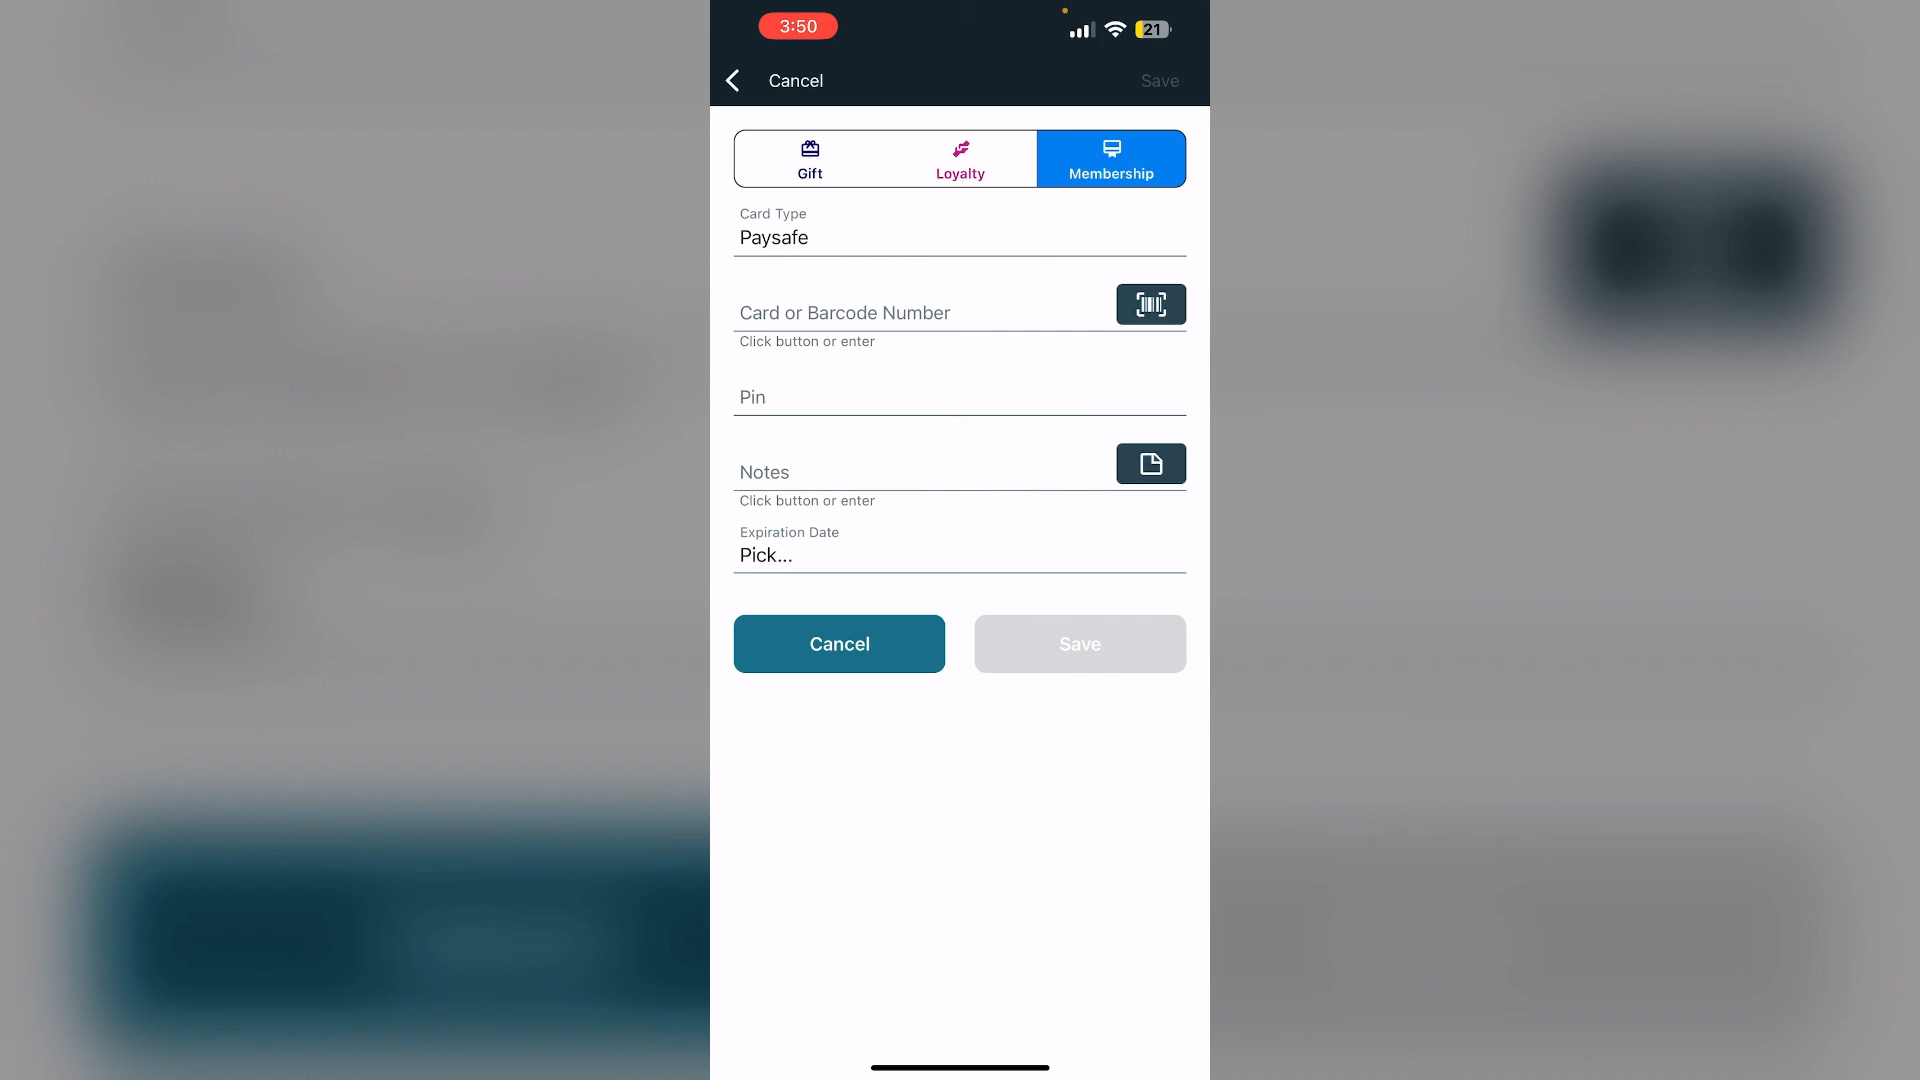 3:50
21
Cancel
Save
Gift
Loyalty
Membership
Card Type
Paysafe
Card or Barcode Number
Click button or enter
Pin
Notes
Click button or enter
Expiration Date
Pick...
Cancel
Save